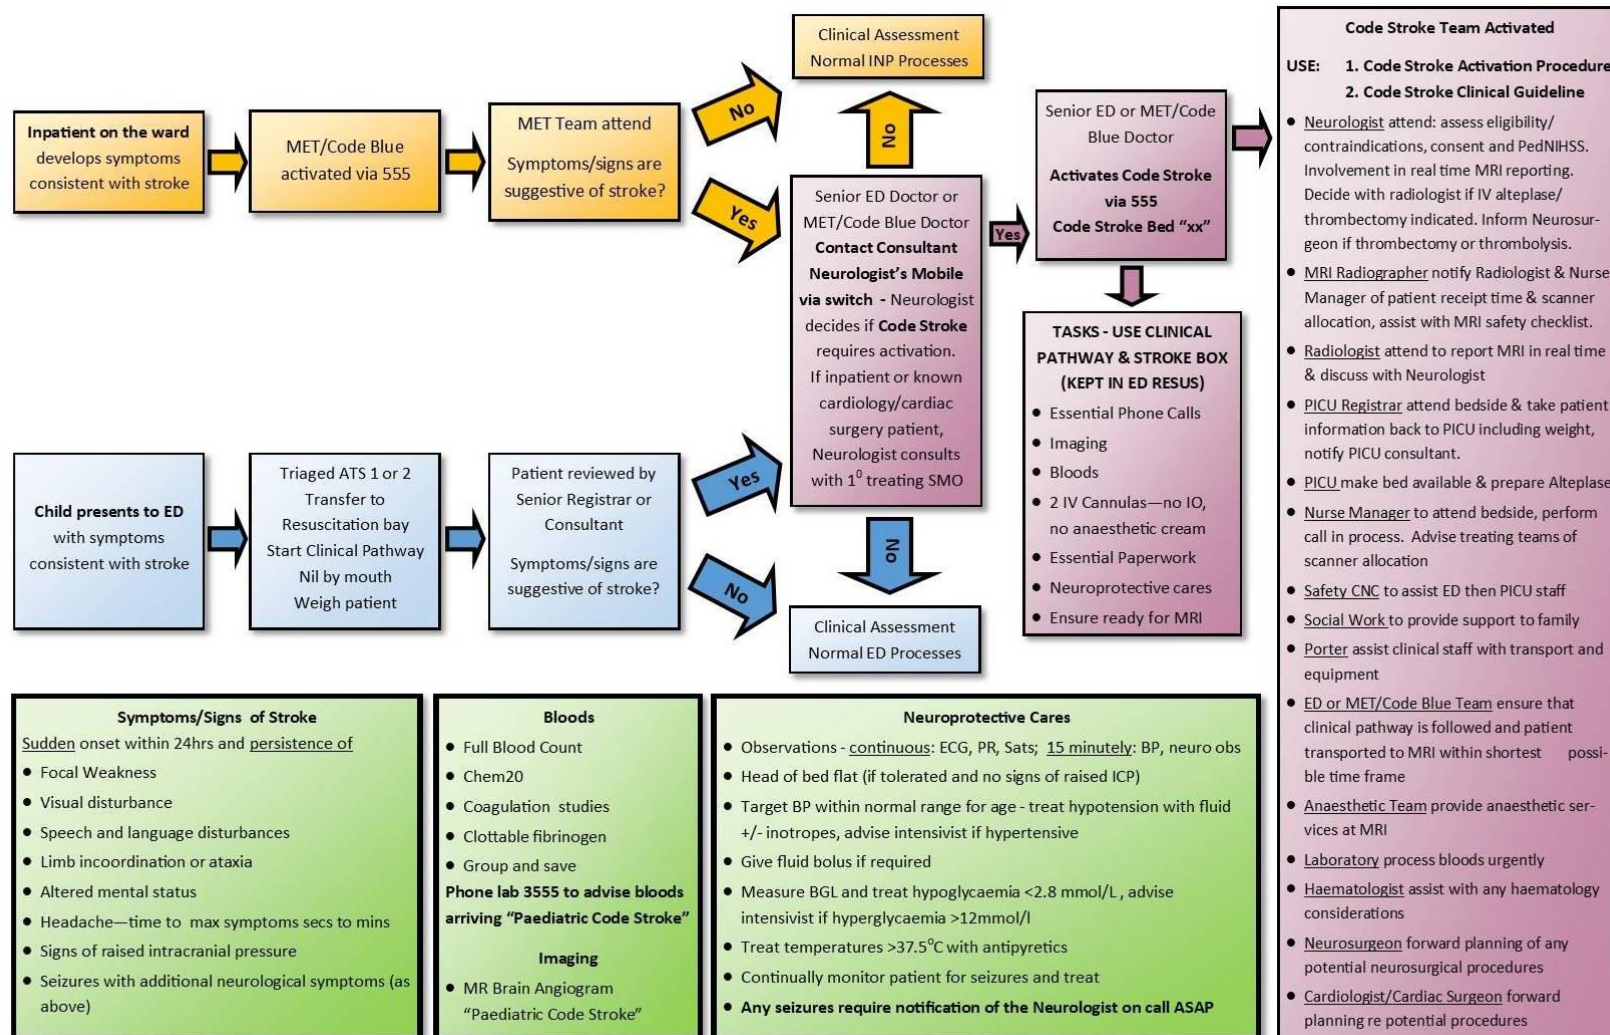 Clinical Assessment
Normal INP Processes
Inpatient on the ward
develops symptoms
consistent with stroke
MET/Code Blue
activated via 555
MET Team attend
Symptoms/signs are
suggestive of stroke?
No
Yes
No
Senior ED Doctor or
MET/Code Blue Doctor
Contact Consultant
Neurologist's Mobile
via switch - Neurologist
decides if Code Stroke
requires activation.
If inpatient or known
cardiology/cardiac
surgery patient,
Neurologist consults
with 1⁰ treating SMO
Yes
Senior ED or MET/Code
Blue Doctor
Activates Code Stroke
via 555
Code Stroke Bed "xx"
TASKS - USE CLINICAL
PATHWAY & STROKE BOX
(KEPT IN ED RESUS)
● Essential Phone Calls
● Imaging
● Bloods
● 2 IV Cannulas—no IO,
no anaesthetic cream
● Essential Paperwork
● Neuroprotective cares
● Ensure ready for MRI
Child presents to ED
with symptoms
consistent with stroke
Triaged ATS 1 or 2
Transfer to
Resuscitation bay
Start Clinical Pathway
Nil by mouth
Weigh patient
Patient reviewed by
Senior Registrar or
Consultant
Symptoms/signs are
suggestive of stroke?
Yes
No
No
Clinical Assessment
Normal ED Processes
Code Stroke Team Activated
USE: 1. Code Stroke Activation Procedure
2. Code Stroke Clinical Guideline
● Neurologist attend: assess eligibility/
contraindications, consent and PedNIHSS.
Involvement in real time MRI reporting.
Decide with radiologist if IV alteplase/
thrombectomy indicated. Inform Neurosur-
geon if thrombectomy or thrombolysis.
● MRI Radiographer notify Radiologist & Nurse
Manager of patient receipt time & scanner
allocation, assist with MRI safety checklist.
● Radiologist attend to report MRI in real time
& discuss with Neurologist
● PICU Registrar attend bedside & take patient
information back to PICU including weight,
notify PICU consultant.
● PICU make bed available & prepare Alteplase
● Nurse Manager to attend bedside, perform
call in process. Advise treating teams of
scanner allocation
● Safety CNC to assist ED then PICU staff
● Social Work to provide support to family
● Porter assist clinical staff with transport and
equipment
● ED or MET/Code Blue Team ensure that
clinical pathway is followed and patient
transported to MRI within shortest possi-
ble time frame
● Anaesthetic Team provide anaesthetic ser-
vices at MRI
● Laboratory process bloods urgently
● Haematologist assist with any haematology
considerations
● Neurosurgeon forward planning of any
potential neurosurgical procedures
● Cardiologist/Cardiac Surgeon forward
planning re potential procedures
Symptoms/Signs of Stroke
Sudden onset within 24hrs and persistence of
● Focal Weakness
● Visual disturbance
● Speech and language disturbances
● Limb incoordination or ataxia
● Altered mental status
● Headache—time to max symptoms secs to mins
● Signs of raised intracranial pressure
● Seizures with additional neurological symptoms (as
above)
Bloods
● Full Blood Count
● Chem20
● Coagulation studies
● Clottable fibrinogen
● Group and save
Phone lab 3555 to advise bloods
arriving "Paediatric Code Stroke"
Imaging
● MR Brain Angiogram
"Paediatric Code Stroke"
Neuroprotective Cares
● Observations - continuous: ECG, PR, Sats; 15 minutely: BP, neuro obs
● Head of bed flat (if tolerated and no signs of raised ICP)
● Target BP within normal range for age - treat hypotension with fluid
+/- inotropes, advise intensivist if hypertensive
● Give fluid bolus if required
● Measure BGL and treat hypoglycaemia <2.8 mmol/L , advise
intensivist if hyperglycaemia >12mmol/l
● Treat temperatures >37.5⁰C with antipyretics
● Continually monitor patient for seizures and treat
● Any seizures require notification of the Neurologist on call ASAP